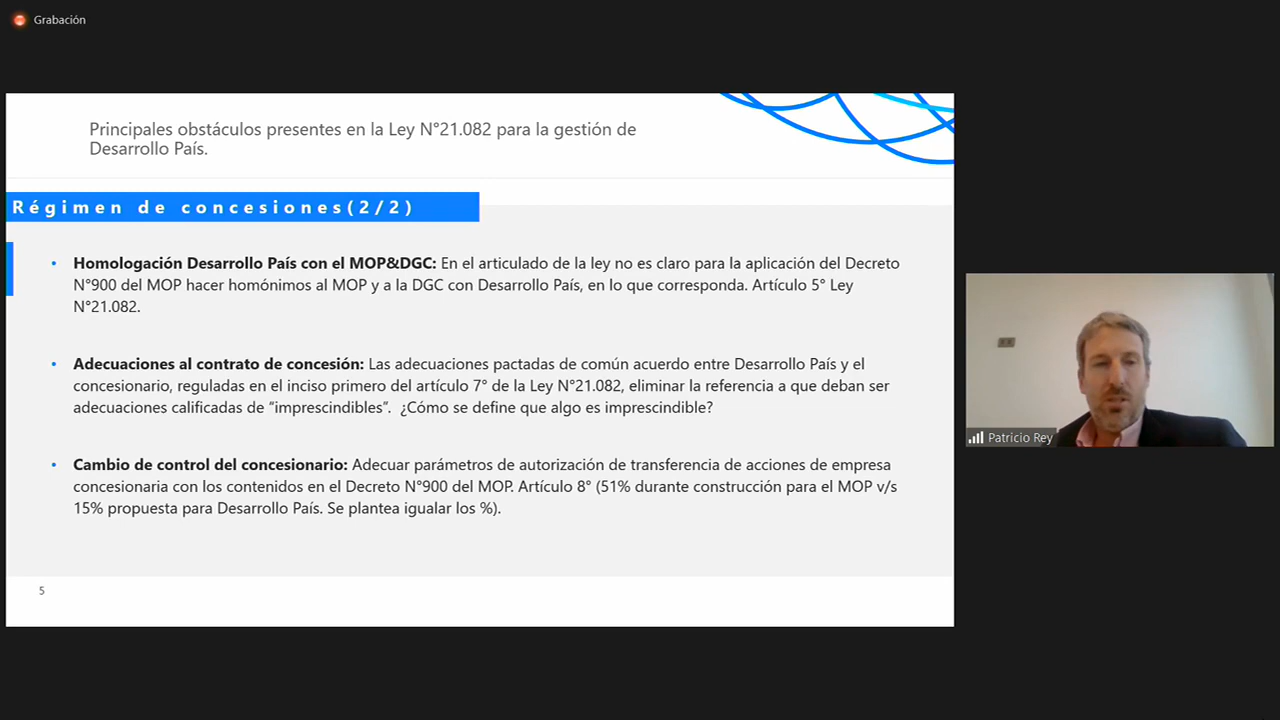 Grabación
Principales obstáculos presentes en la Ley N°21.082 para la gestión de
Desarrollo País.
Régimen de concesiones(2/2)
• Homologación Desarrollo País con el MOP&DGC: En el articulado de la ley no es claro para la aplicación del Decreto
N°900 del MOP hacer homónimos al MOP y a la DGC con Desarrollo País, en lo que corresponda. Artículo 5° Ley
N°21.082.
• Adecuaciones al contrato de concesión: Las adecuaciones pactadas de común acuerdo entre Desarrollo País y el
concesionario, reguladas en el inciso primero del artículo 7° de la Ley N°21.082, eliminar la referencia a que deban ser
adecuaciones calificadas de “imprescindibles”. ¿Cómo se define que algo es imprescindible?
• Cambio de control del concesionario: Adecuar parámetros de autorización de transferencia de acciones de empresa
concesionaria con los contenidos en el Decreto N°900 del MOP. Artículo 8° (51% durante construcción para el MOP v/s
15% propuesta para Desarrollo País. Se plantea igualar los %).
5
Patricio Rey